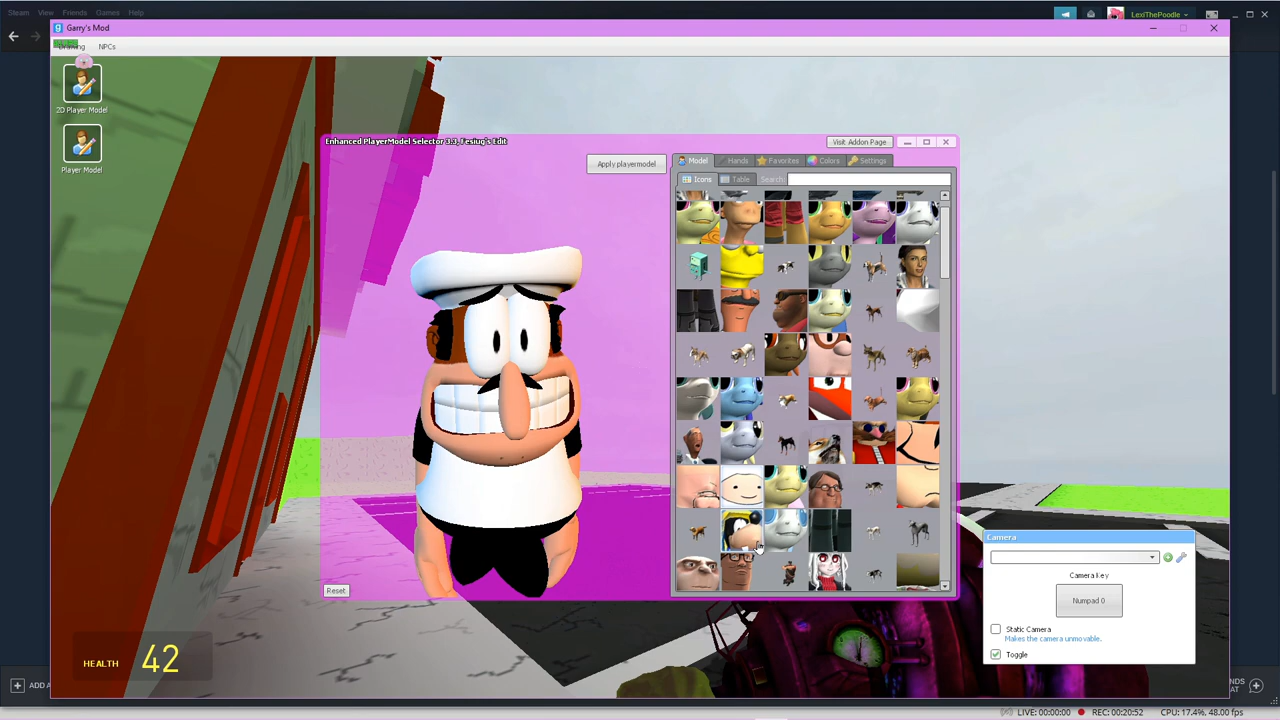 Steam View Friends Games Help
LexiThePoodle
Garry's Mod
Drawing NPCs
2D Player Model
Player Model
Enhanced PlayerModel Selector 3.3, Fesiug's Edit
Visit Addon Page
Apply playermodel
Model Hands Favorites Colors Settings
Icons Table Search
Reset
Camera
Camera Key
Numpad 0
Static Camera
Makes the camera unmovable.
Toggle
HEALTH 42
ADD A
NDS
AT
LIVE: 00:00:00 REC: 00:20:52 CPU: 17.4%, 48.00 fps